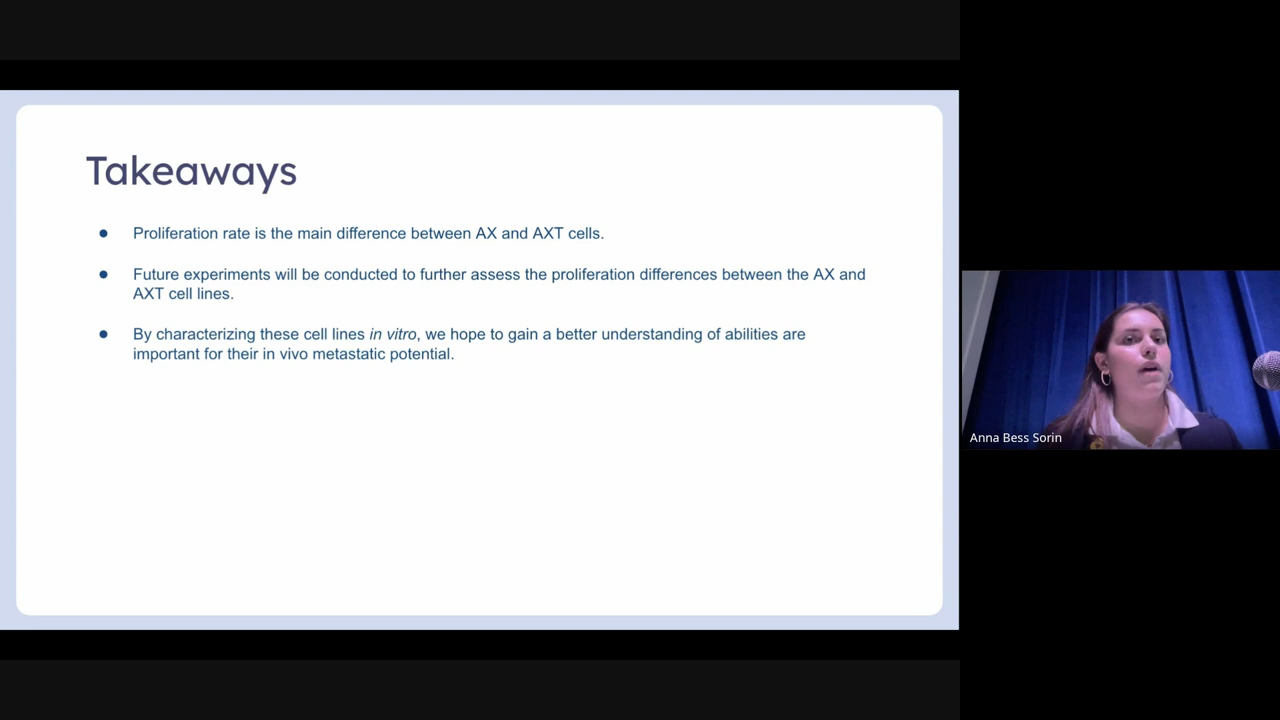 Takeaways
● Proliferation rate is the main difference between AX and AXT cells.
● Future experiments will be conducted to further assess the proliferation differences between the AX and
AXT cell lines.
● By characterizing these cell lines in vitro, we hope to gain a better understanding of abilities are
important for their in vivo metastatic potential.
Anna Bess Sorin